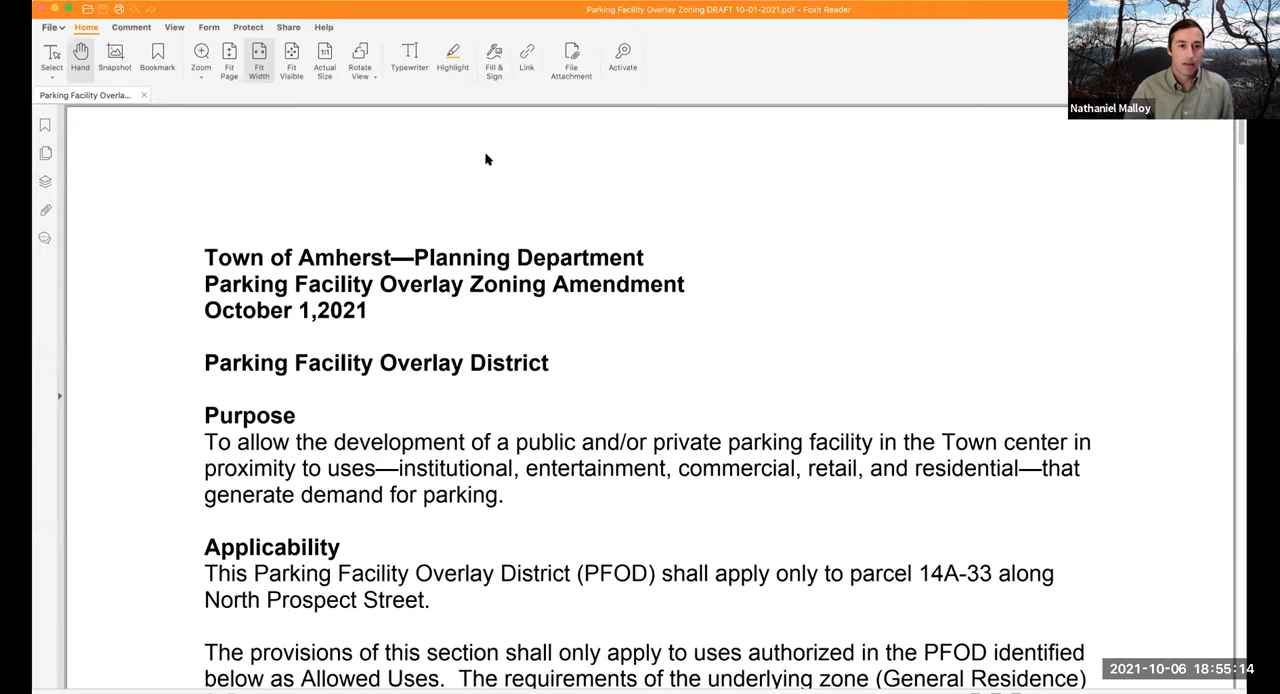 Parking Facility Overlay Zoning DRAFT 10-01-2021.pdf - Foxit Reader
File Home Comment View Form Protect Share Help
Select Hand Snapshot Bookmark Zoom Fit Page Fit Width Fit Visible Actual Size Rotate View Typewriter Highlight Fill & Sign Link File Attachment Activate
Nathaniel Malloy
Parking Facility Overla...
Town of Amherst—Planning Department
Parking Facility Overlay Zoning Amendment
October 1,2021
Parking Facility Overlay District
Purpose
To allow the development of a public and/or private parking facility in the Town center in
proximity to uses—institutional, entertainment, commercial, retail, and residential—that
generate demand for parking.
Applicability
This Parking Facility Overlay District (PFOD) shall apply only to parcel 14A-33 along
North Prospect Street.
The provisions of this section shall only apply to uses authorized in the PFOD identified
below as Allowed Uses.  The requirements of the underlying zone (General Residence)
2021-10-06 18:55:14